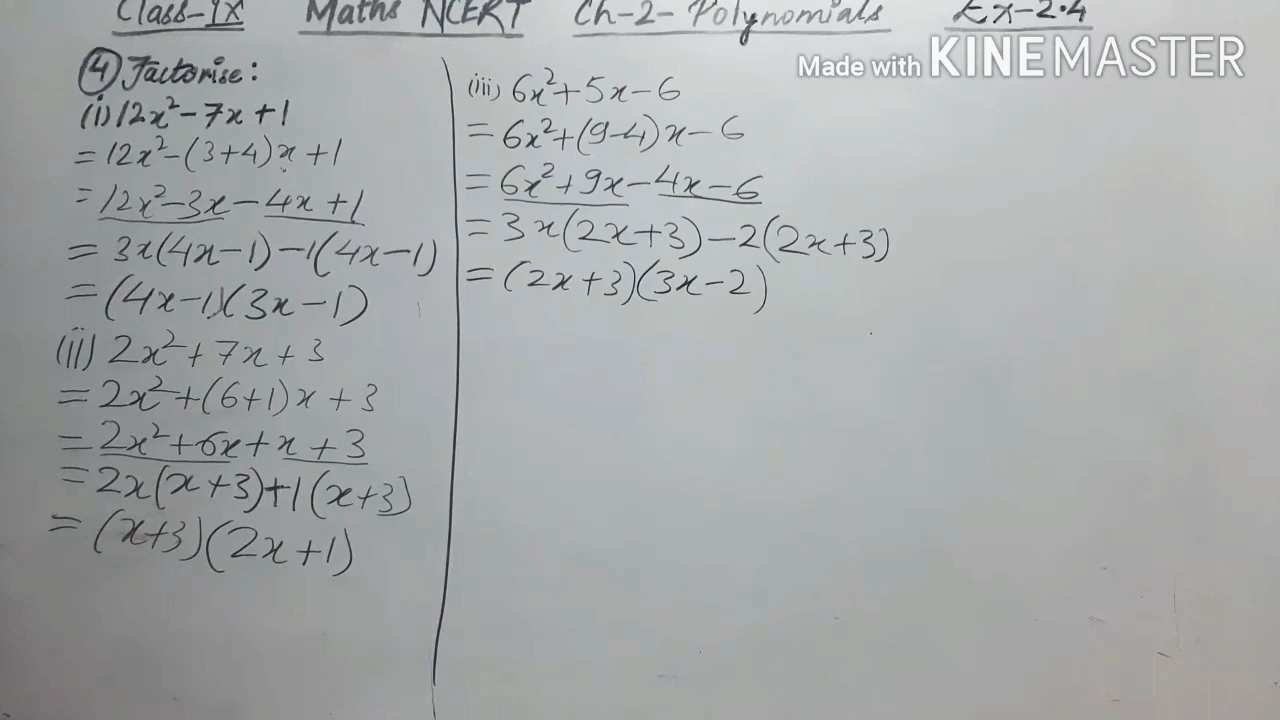 Class-IX Maths NCERT Ch-2-Polynomials Ex-2.4
Made with KINEMASTER
④ Factorise:
(i) 12x²-7x+1
= 12x²-(3+4)x+1
= 12x²-3x-4x+1
= 3x(4x-1)-1(4x-1)
= (4x-1)(3x-1)
(ii) 2x²+7x+3
= 2x²+(6+1)x+3
= 2x²+6x+x+3
= 2x(x+3)+1(x+3)
= (x+3)(2x+1)
(iii) 6x²+5x-6
= 6x²+(9-4)x-6
= 6x²+9x-4x-6
= 3x(2x+3)-2(2x+3)
= (2x+3)(3x-2)